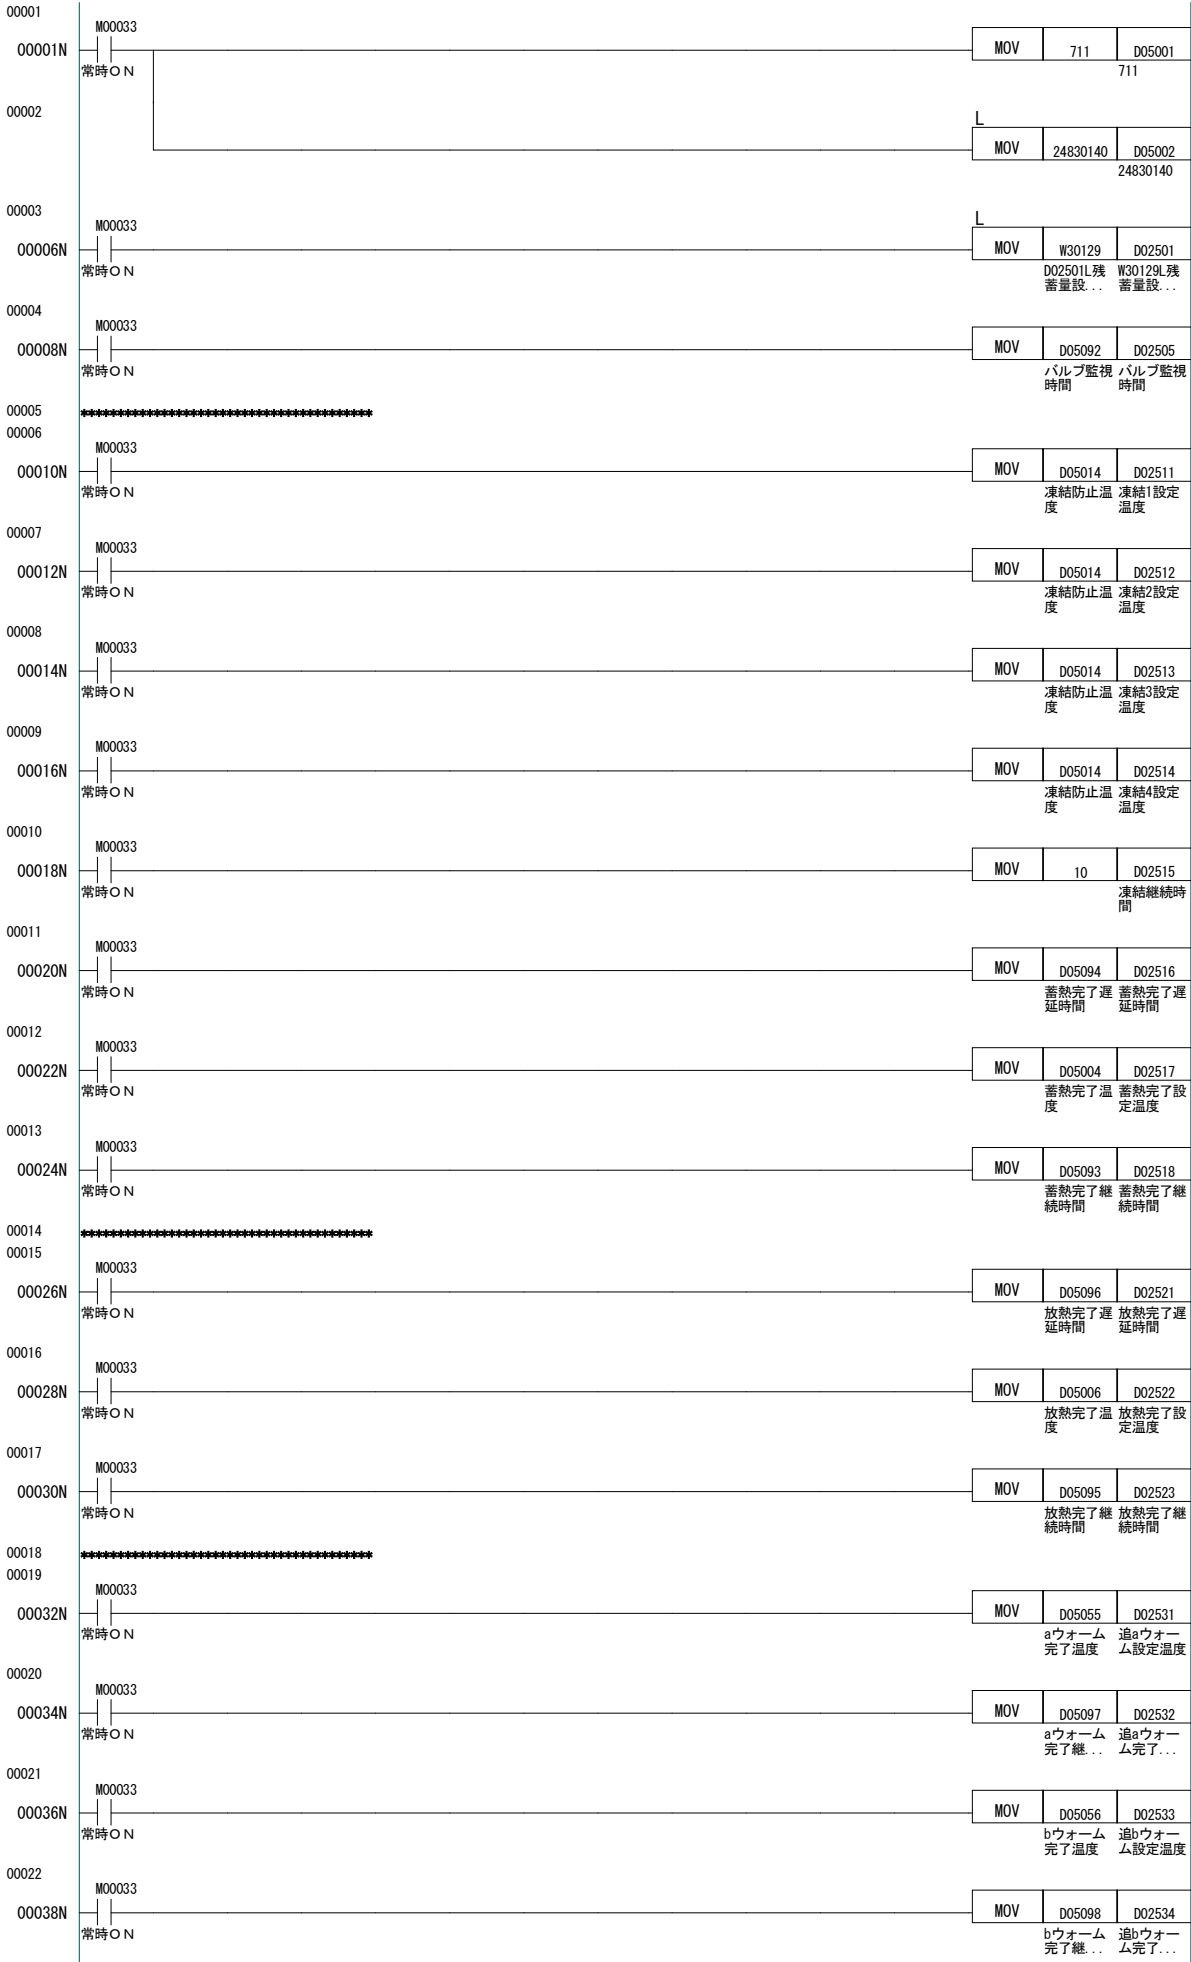 00001
M00033
00001N
MOV 711 D05001
常時ＯＮ
711
00002
L
MOV 24830140 D05002
24830140
00003
M00033
L
00006N
MOV W30129 D02501
常時ＯＮ
D02501L残 W30129L残
蓄量設... 蓄量設...
00004
M00033
00008N
MOV D05092 D02505
常時ＯＮ
バルブ監視 バルブ監視
時間 時間
00005 ****************************************
00006
M00033
00010N
MOV D05014 D02511
常時ＯＮ
凍結防止温 凍結1設定
度 温度
00007
M00033
00012N
MOV D05014 D02512
常時ＯＮ
凍結防止温 凍結2設定
度 温度
00008
M00033
00014N
MOV D05014 D02513
常時ＯＮ
凍結防止温 凍結3設定
度 温度
00009
M00033
00016N
MOV D05014 D02514
常時ＯＮ
凍結防止温 凍結4設定
度 温度
00010
M00033
00018N
MOV 10 D02515
常時ＯＮ
凍結継続時
間
00011
M00033
00020N
MOV D05094 D02516
常時ＯＮ
蓄熱完了遅 蓄熱完了遅
延時間 延時間
00012
M00033
00022N
MOV D05004 D02517
常時ＯＮ
蓄熱完了温 蓄熱完了設
度 定温度
00013
M00033
00024N
MOV D05093 D02518
常時ＯＮ
蓄熱完了継 蓄熱完了継
続時間 続時間
00014 ****************************************
00015
M00033
00026N
MOV D05096 D02521
常時ＯＮ
放熱完了遅 放熱完了遅
延時間 延時間
00016
M00033
00028N
MOV D05006 D02522
常時ＯＮ
放熱完了温 放熱完了設
度 定温度
00017
M00033
00030N
MOV D05095 D02523
常時ＯＮ
放熱完了継 放熱完了継
続時間 続時間
00018 ****************************************
00019
M00033
00032N
MOV D05055 D02531
常時ＯＮ
aウォーム 追aウォー
完了温度 ム設定温度
00020
M00033
00034N
MOV D05097 D02532
常時ＯＮ
aウォーム 追aウォー
完了継... ム完了...
00021
M00033
00036N
MOV D05056 D02533
常時ＯＮ
bウォーム 追bウォー
完了温度 ム設定温度
00022
M00033
00038N
MOV D05098 D02534
常時ＯＮ
bウォーム 追bウォー
完了継... ム完了...